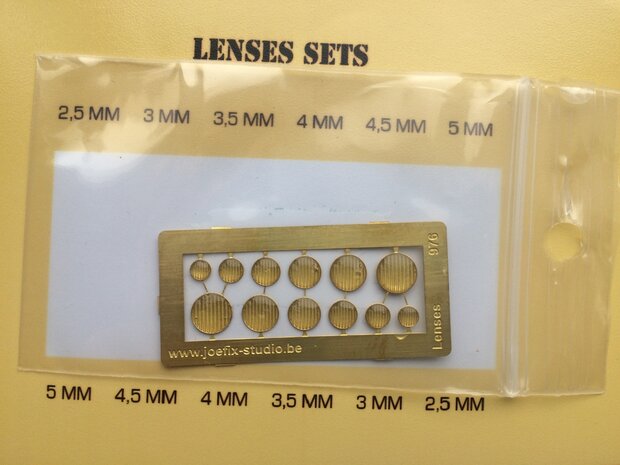 LENSES SETS
2,5 MM 3 MM 3,5 MM 4 MM 4,5 MM 5 MM
976
Lenses
www.joefix-studio.be
5 MM 4,5 MM 4 MM 3,5 MM 3 MM 2,5 MM